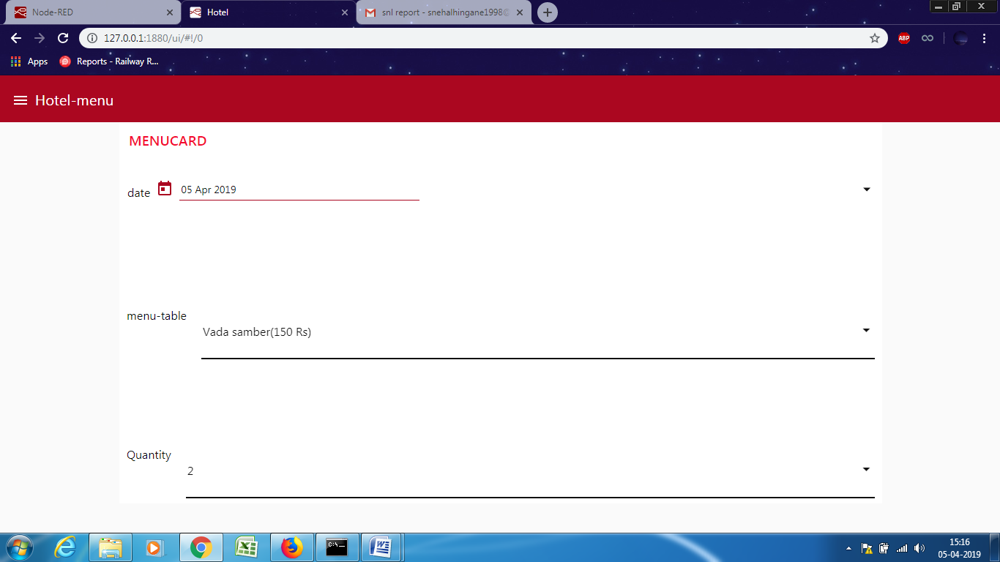 Node-RED
Hotel
snl report - snehalhingane1998@
127.0.0.1:1880/ui/#!/0
ABP
Apps
Reports - Railway R...
Hotel-menu
MENUCARD
date
05 Apr 2019
menu-table
Vada samber(150 Rs)
Quantity
2
15:16
05-04-2019